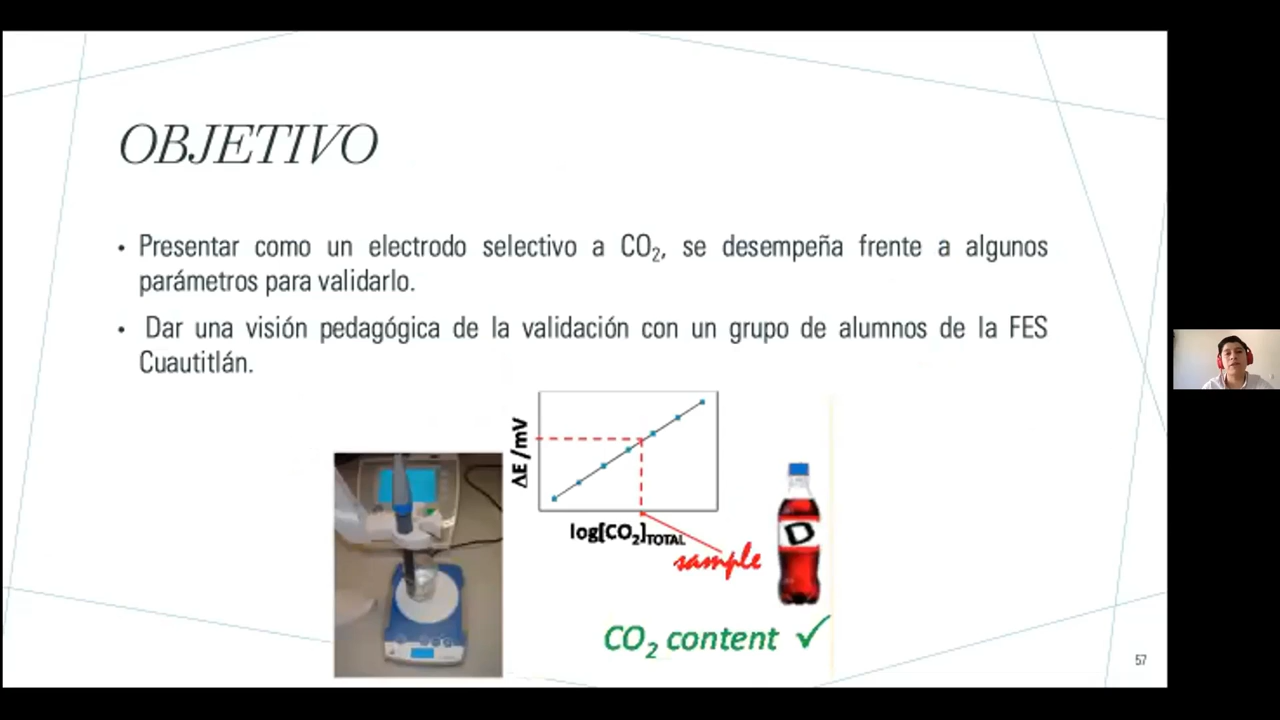 OBJETIVO
• Presentar como un electrodo selectivo a CO₂, se desempeña frente a algunos
parámetros para validarlo.
• Dar una visión pedagógica de la validación con un grupo de alumnos de la FES
Cuautitlán.
ΔE /mV
log[CO₂]TOTAL
sample
D
CO₂ content ✓
57